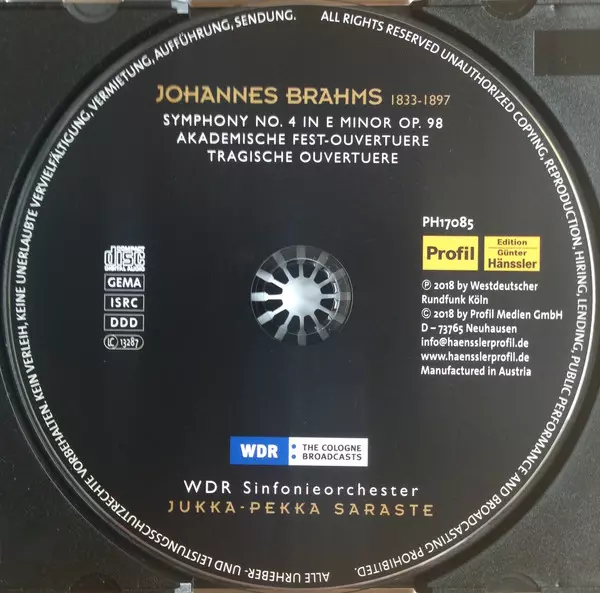 ALLE URHEBER- UND LEISTUNGSSCHUTZRECHTE VORBEHALTEN. KEIN VERLEIH, KEINE UNERLAUBTE VERVIELFÄLTIGUNG, VERMIETUNG, AUFFÜHRUNG, SENDUNG.
ALL RIGHTS RESERVED UNAUTHORIZED COPYING, REPRODUCTION, HIRING, LENDING, PUBLIC PERFORMANCE AND BROADCASTING PROHIBITED.
JOHANNES BRAHMS 1833-1897
SYMPHONY NO. 4 IN E MINOR OP. 98
AKADEMISCHE FEST-OUVERTUERE
TRAGISCHE OUVERTUERE
COMPACT
disc
DIGITAL AUDIO
GEMA
ISRC
DDD
LC 13287
PH17085
Profil
Edition
Günter
Hänssler
℗ 2018 by Westdeutscher
Rundfunk Köln
© 2018 by Profil Medien GmbH
D – 73765 Neuhausen
info@haensslerprofil.de
www.haensslerprofil.de
Manufactured in Austria
WDR
THE COLOGNE
BROADCASTS
WDR Sinfonieorchester
JUKKA-PEKKA SARASTE